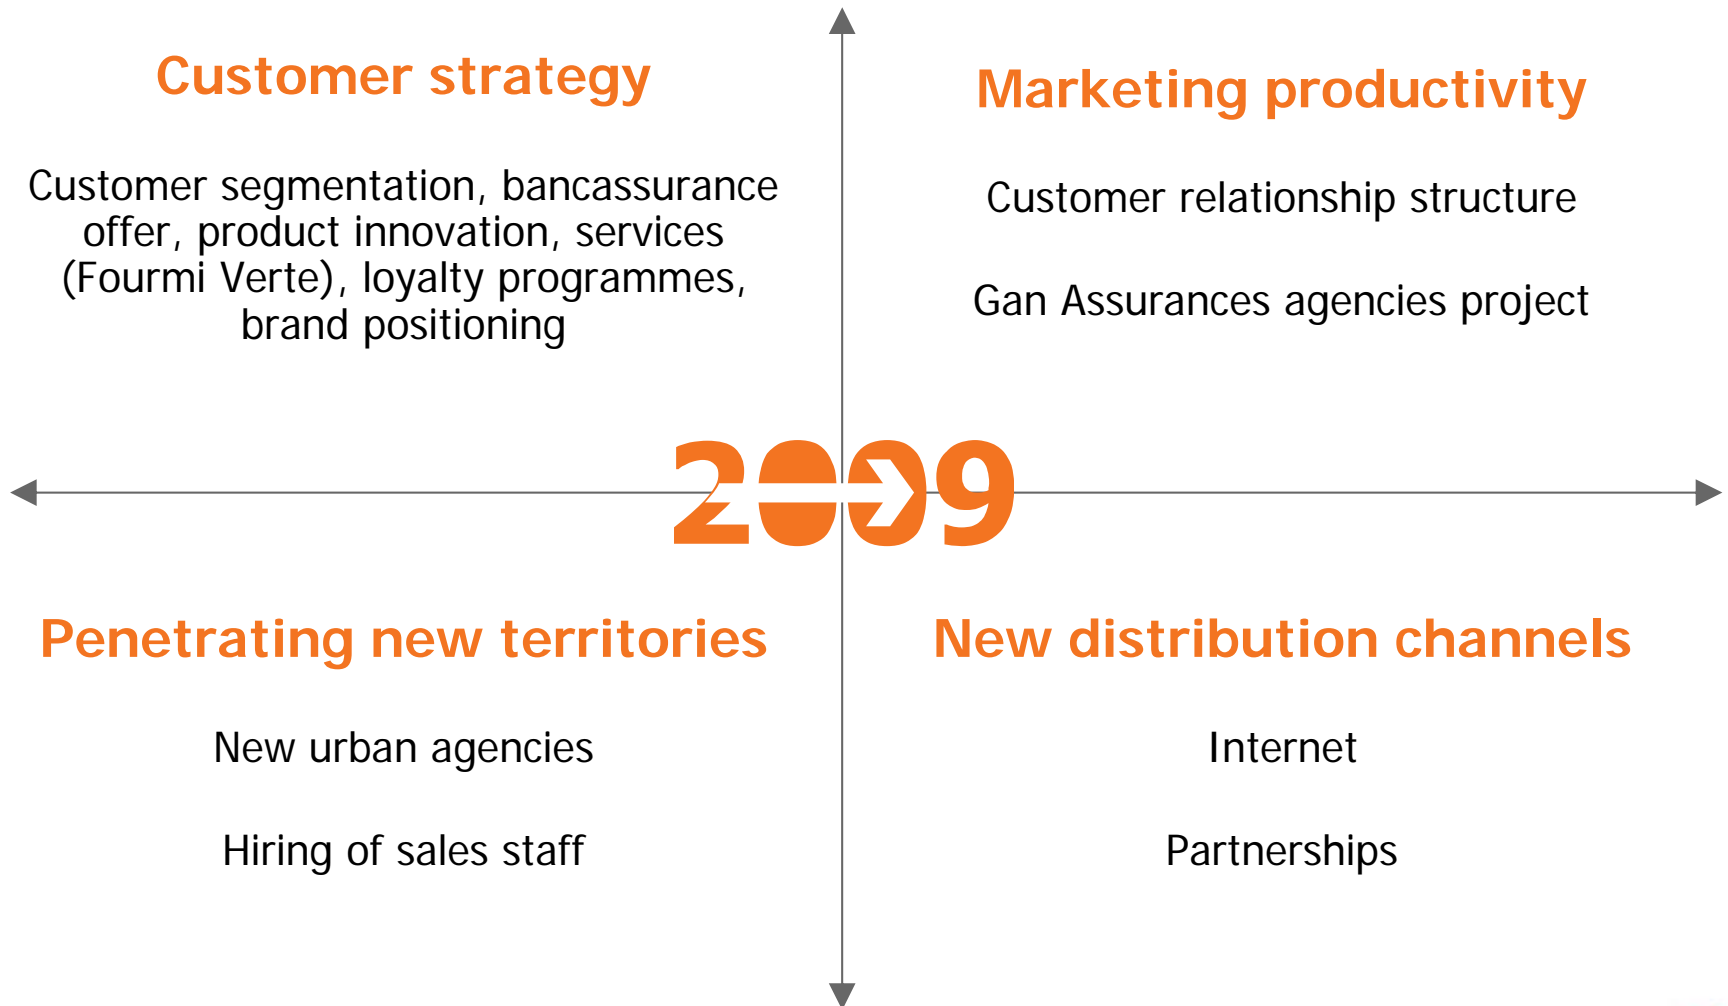 Customer strategy
Customer segmentation, bancassurance
offer, product innovation, services
(Fourmi Verte), loyalty programmes,
brand positioning
Marketing productivity
Customer relationship structure
Gan Assurances agencies project
2009
Penetrating new territories
New urban agencies
Hiring of sales staff
New distribution channels
Internet
Partnerships